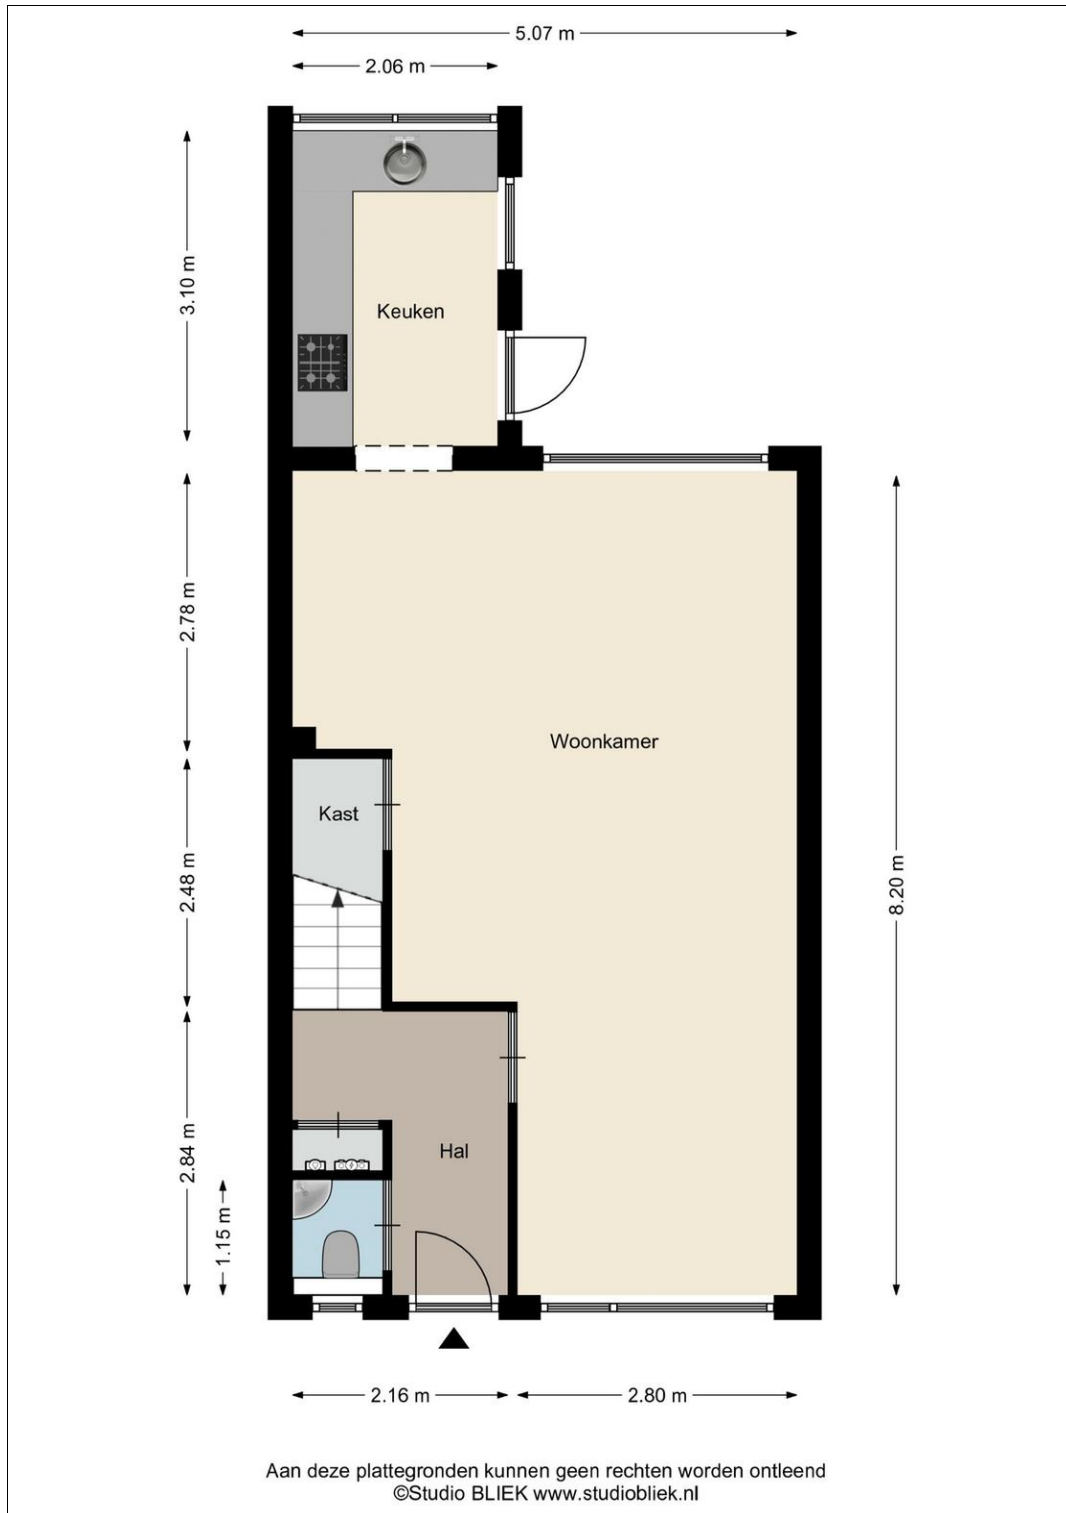 5.07 m
2.06 m
3.10 m
Keuken
2.78 m
Woonkamer
Kast
2.48 m
8.20 m
2.84 m
Hal
1.15 m
2.16 m
2.80 m
Aan deze plattegronden kunnen geen rechten worden ontleend
©Studio BLIEK www.studiobliek.nl